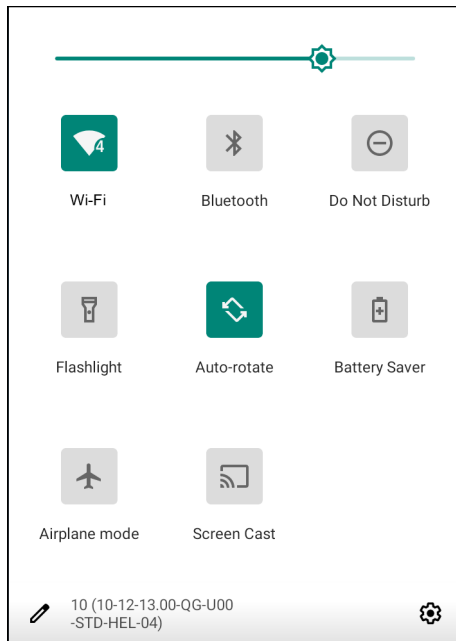 4
Wi-Fi
Bluetooth
Do Not Disturb
Flashlight
Auto-rotate
Battery Saver
Airplane mode
Screen Cast
10 (10-12-13.00-QG-U00
-STD-HEL-04)